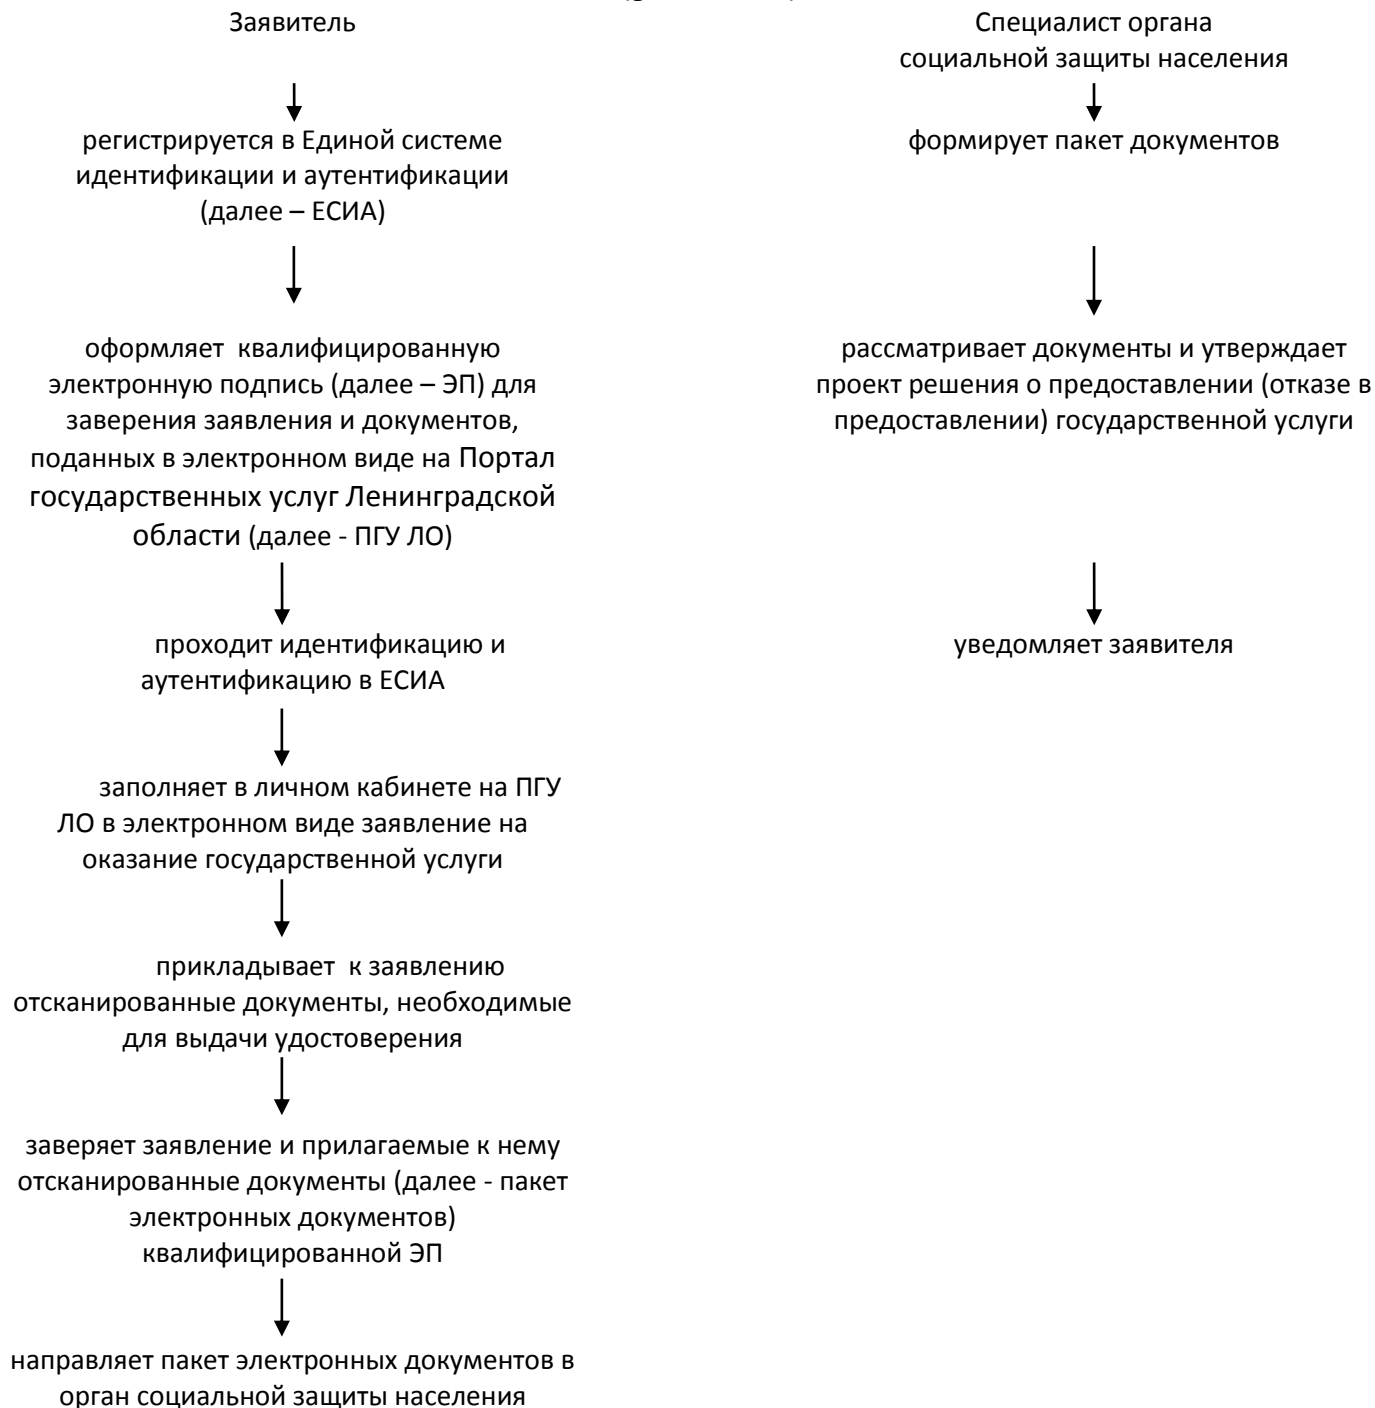 Заявитель
регистрируется в Единой системе
идентификации и аутентификации
(далее – ЕСИА)
оформляет  квалифицированную
электронную подпись (далее – ЭП) для
заверения заявления и документов,
поданных в электронном виде на Портал
государственных услуг Ленинградской
области (далее - ПГУ ЛО)
проходит идентификацию и
аутентификацию в ЕСИА
заполняет в личном кабинете на ПГУ
ЛО в электронном виде заявление на
оказание государственной услуги
прикладывает  к заявлению
отсканированные документы, необходимые
для выдачи удостоверения
заверяет заявление и прилагаемые к нему
отсканированные документы (далее - пакет
электронных документов)
квалифицированной ЭП
направляет пакет электронных документов в
орган социальной защиты населения
Специалист органа
социальной защиты населения
формирует пакет документов
рассматривает документы и утверждает
проект решения о предоставлении (отказе в
предоставлении) государственной услуги
уведомляет заявителя